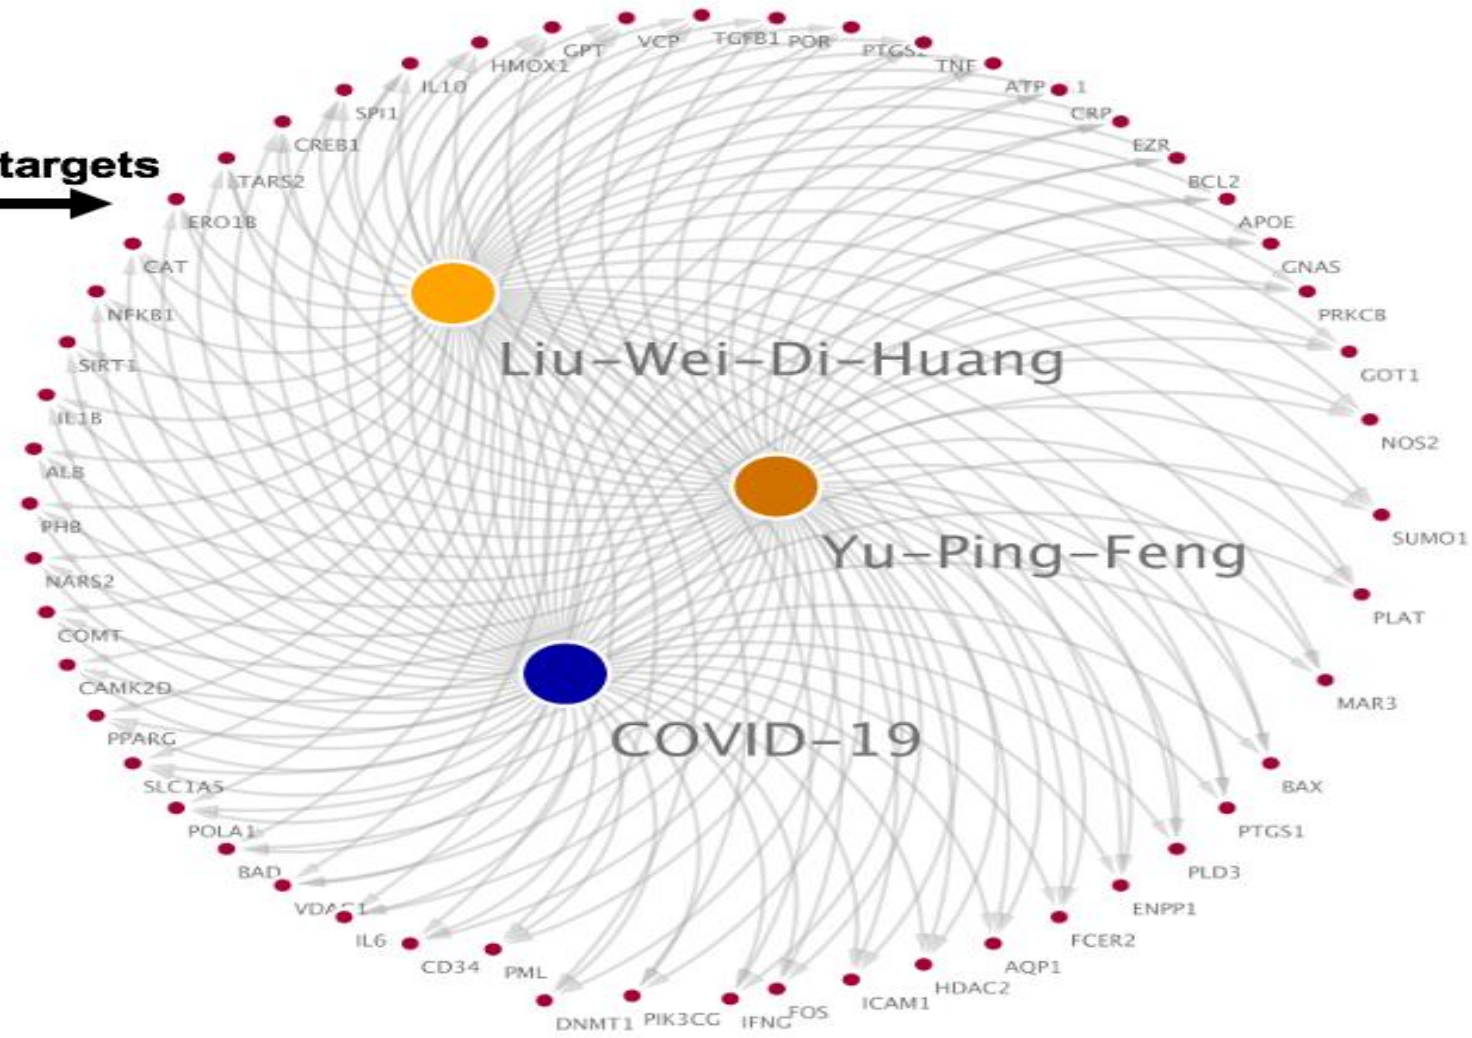 targets
GPT
VCP
TGFB1
POR
PTGS2
TNF
CRP
EZR
BCL2
APOE
GNAS
PRKCB
GOT1
NOS2
SUMO1
PLAT
MAR3
BAX
PTGS1
PLD3
ENPP1
FCER2
AQP1
HDAC2
ICAM1
FOS
IFNG
PIK3CG
DNMT1
PML
CD34
IL6
VDAC1
BAD
POLA1
SLC1A5
PPARG
CAMK2D
COMT
NARS2
PHB
ALB
IL1B
SIRT1
NFKB1
CAT
ERO1B
TARS2
CREB1
SPI1
IL10
HMOX1
Liu–Wei–Di–Huang
Yu–Ping–Feng
COVID–19